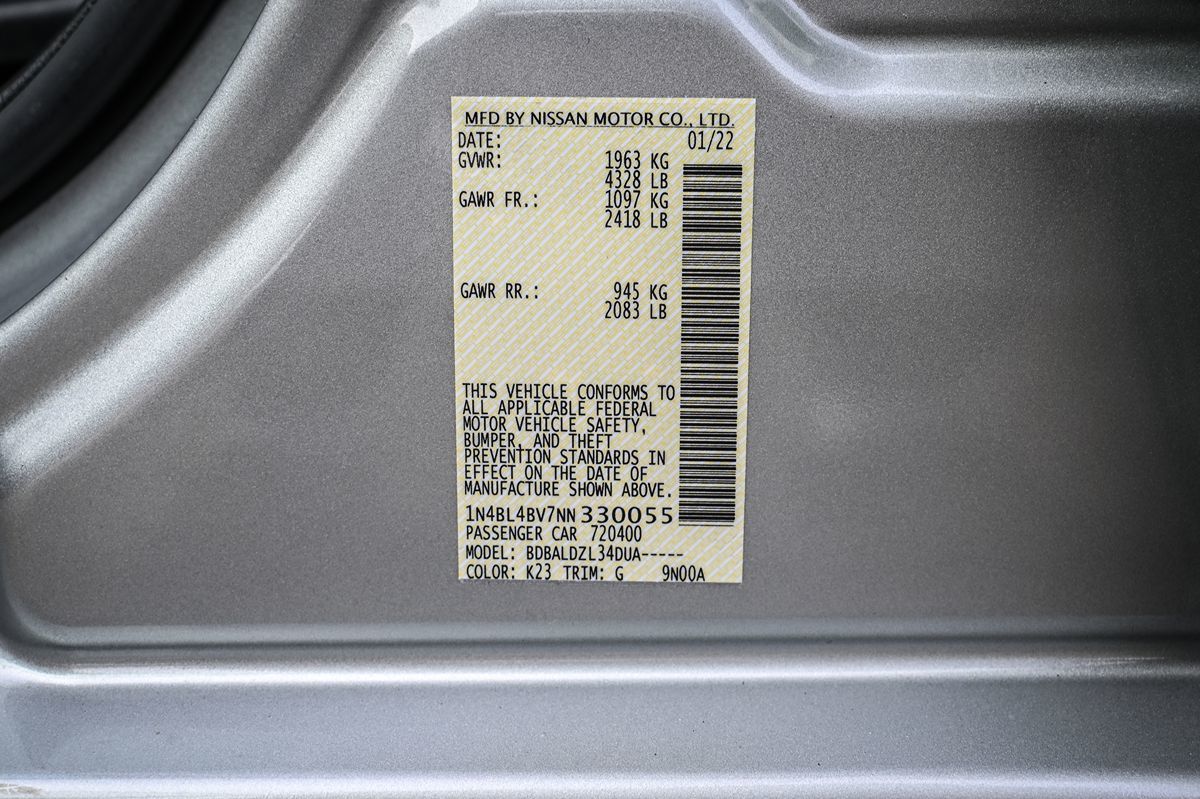 MFD BY NISSAN MOTOR CO., LTD.
DATE: 01/22
GVWR: 1963 KG
4328 LB
GAWR FR.: 1097 KG
2418 LB
GAWR RR.: 945 KG
2083 LB
THIS VEHICLE CONFORMS TO
ALL APPLICABLE FEDERAL
MOTOR VEHICLE SAFETY,
BUMPER, AND THEFT
PREVENTION STANDARDS IN
EFFECT ON THE DATE OF
MANUFACTURE SHOWN ABOVE.
1N4BL4BV7NN330055
PASSENGER CAR 720400
MODEL: BDBALDZL34DUA-----
COLOR: K23 TRIM: G 9N00A